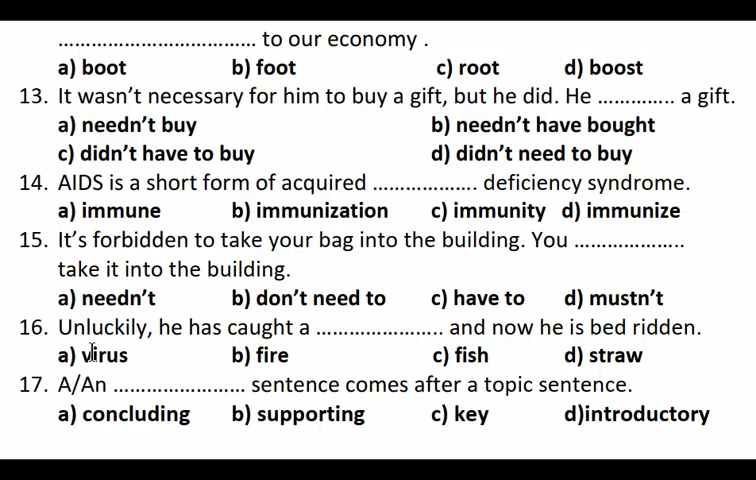 …………………………… to our economy .
a) boot b) foot c) root d) boost
13. It wasn't necessary for him to buy a gift, but he did. He ………….. a gift.
a) needn't buy b) needn't have bought
c) didn't have to buy d) didn't need to buy
14. AIDS is a short form of acquired ………………. deficiency syndrome.
a) immune b) immunization c) immunity d) immunize
15. It's forbidden to take your bag into the building. You ………………..
take it into the building.
a) needn't b) don't need to c) have to d) mustn't
16. Unluckily, he has caught a ………………….. and now he is bed ridden.
a) virus b) fire c) fish d) straw
17. A/An …………………… sentence comes after a topic sentence.
a) concluding b) supporting c) key d)introductory